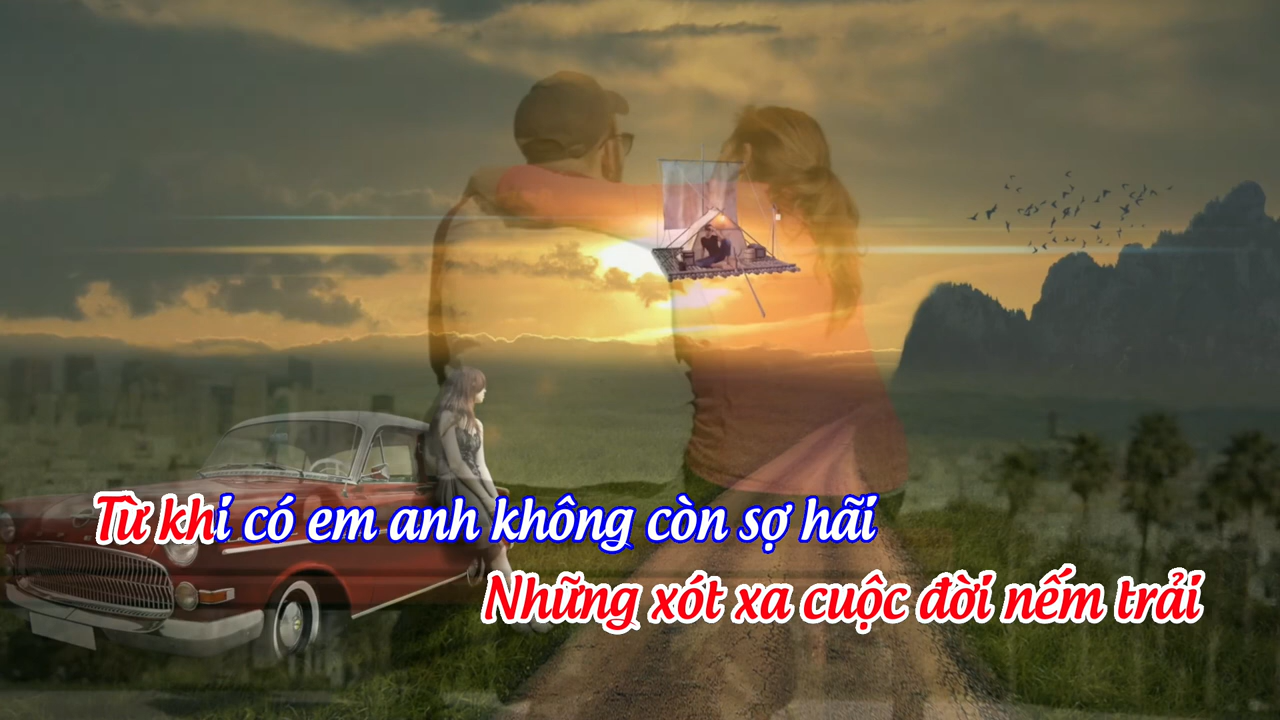 Từ khi có em anh không còn sợ hãi
Những xót xa cuộc đời nếm trải